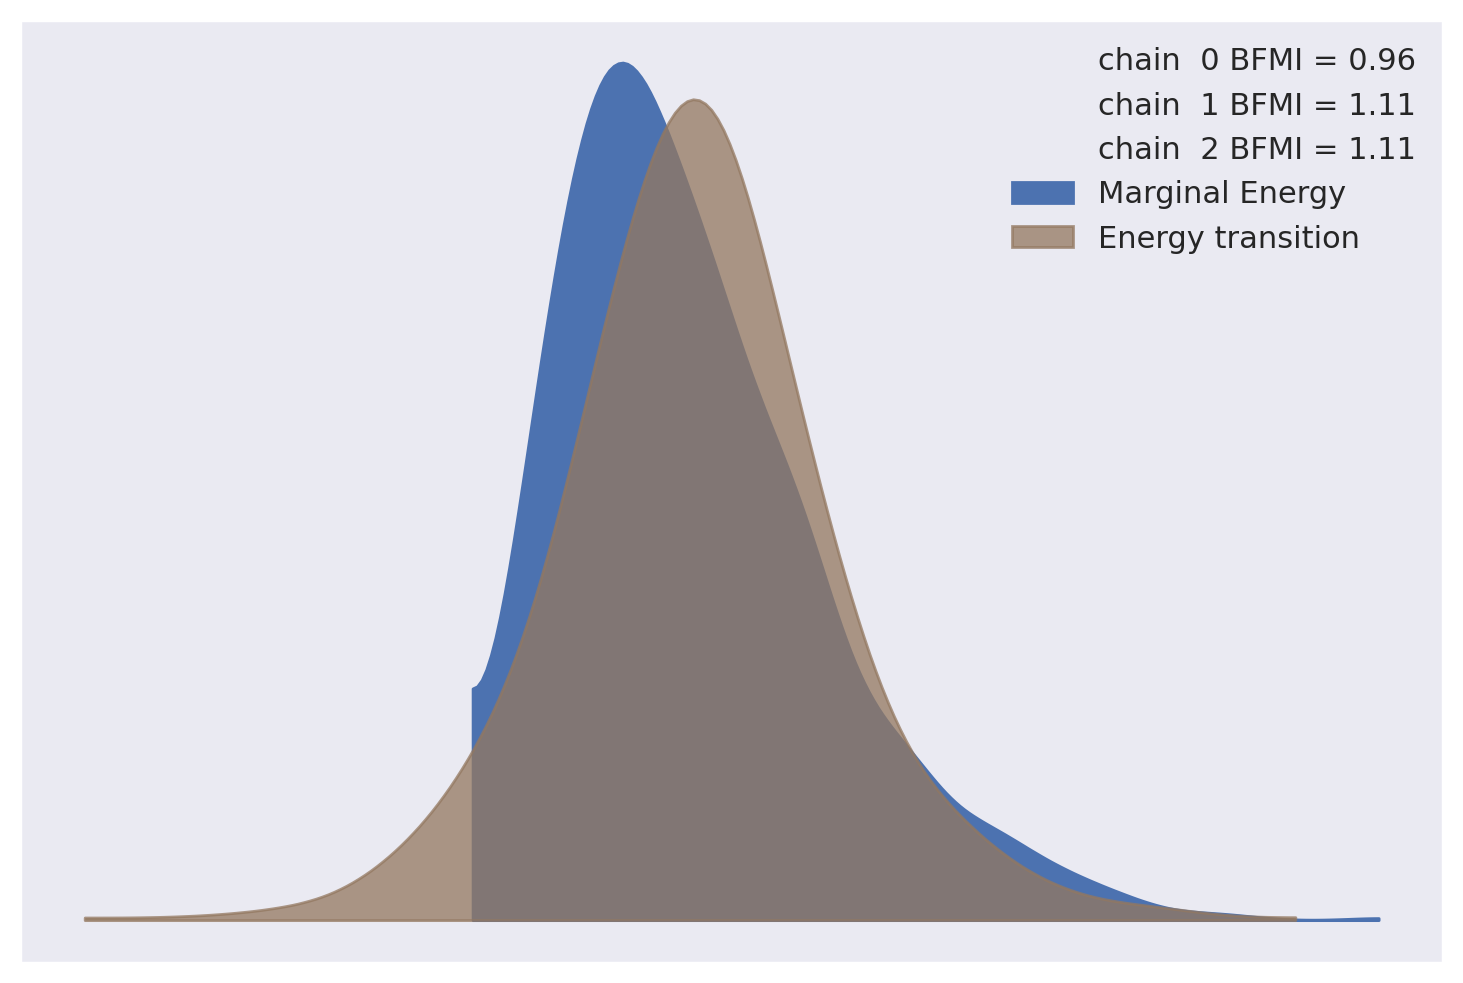 chain  0 BFMI = 0.96
chain  1 BFMI = 1.11
chain  2 BFMI = 1.11
Marginal Energy
Energy transition